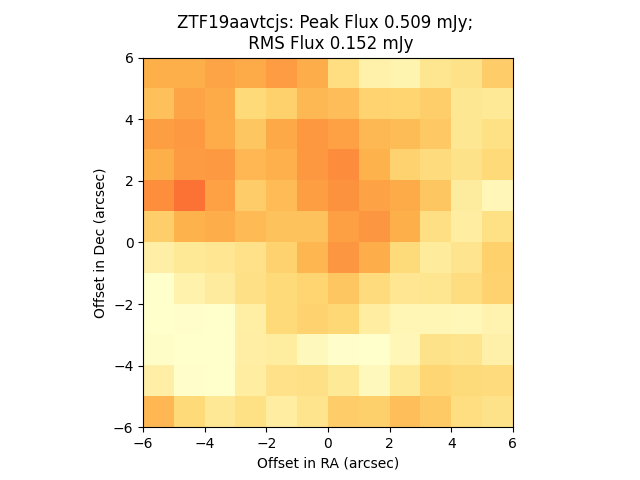 ZTF19aavtcjs: Peak Flux 0.509 mJy;
RMS Flux 0.152 mJy
6
4
2
0
−2
−4
−6
Offset in Dec (arcsec)
−6 −4 −2 0 2 4 6
Offset in RA (arcsec)